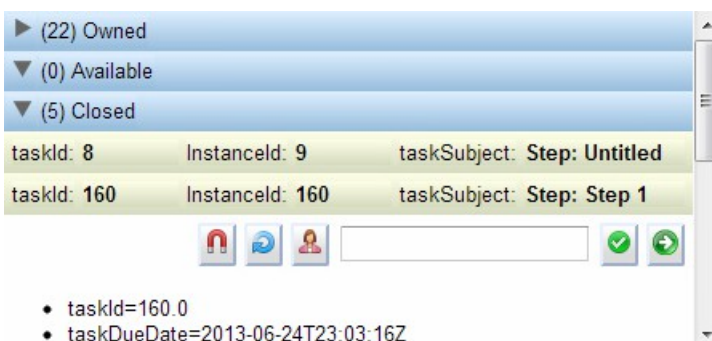 (22) Owned
(0) Available
(5) Closed
taskId: 8 InstanceId: 9 taskSubject: Step: Untitled
taskId: 160 InstanceId: 160 taskSubject: Step: Step 1
• taskId=160.0
• taskDueDate=2013-06-24T23:03:16Z